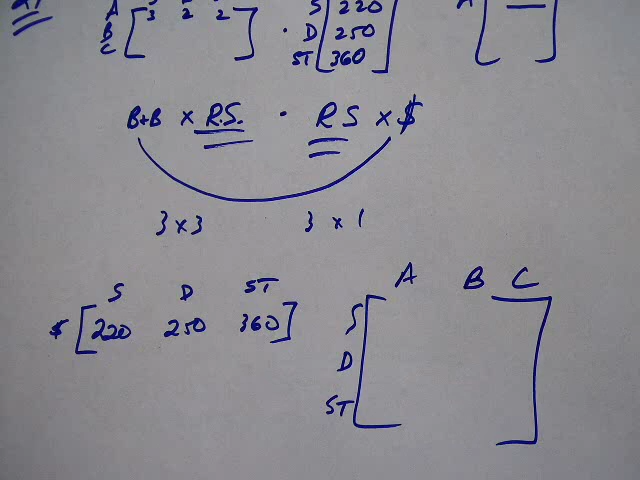 A 3 2 2 S 220 A
B · D 250
C ST 360
B+B x R.S. · RS x $
3 x 3 3 x 1
S D ST A B C
$ 220 250 360 S
D
ST